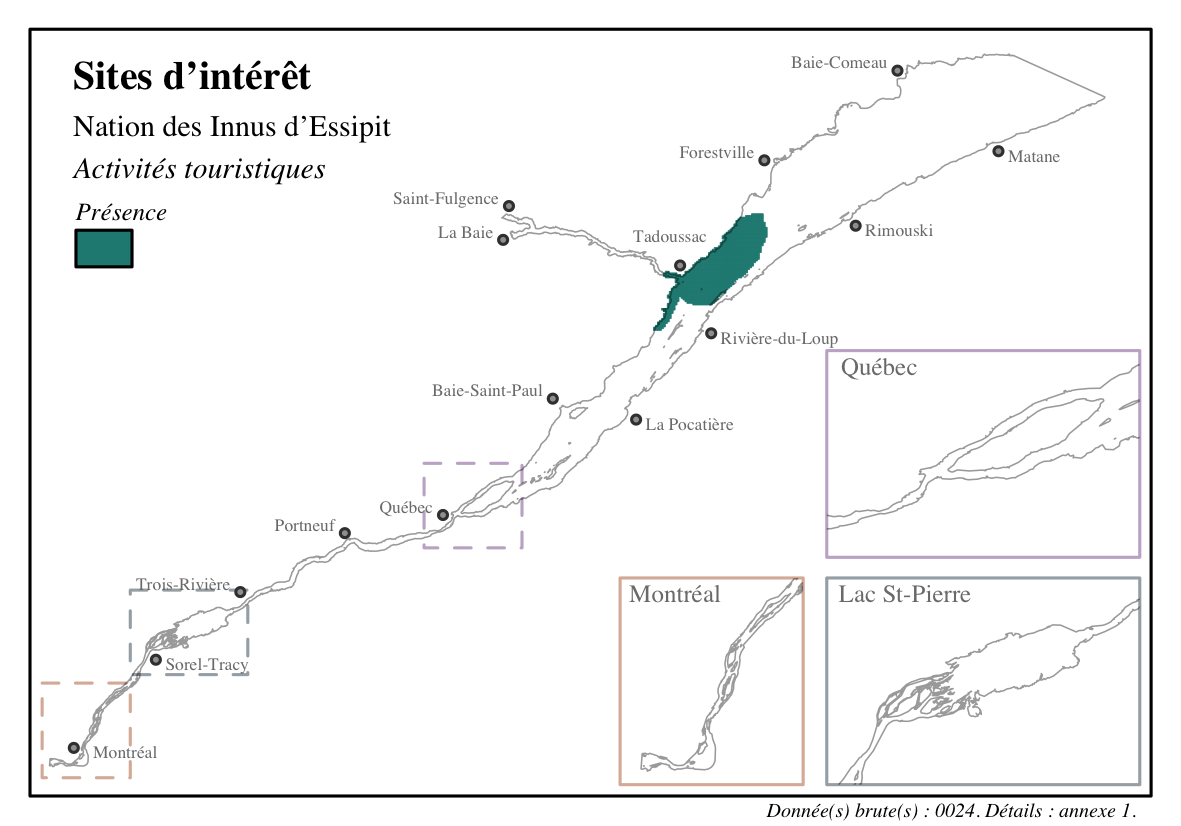 Sites d’intérêt
Nation des Innus d’Essipit
Activités touristiques
Présence
Baie-Comeau
Forestville
Matane
Saint-Fulgence
La Baie
Tadoussac
Rimouski
Rivière-du-Loup
Baie-Saint-Paul
La Pocatière
Québec
Portneuf
Trois-Rivière
Sorel-Tracy
Montréal
Québec
Montréal
Lac St-Pierre
Donnée(s) brute(s) : 0024. Détails : annexe 1.